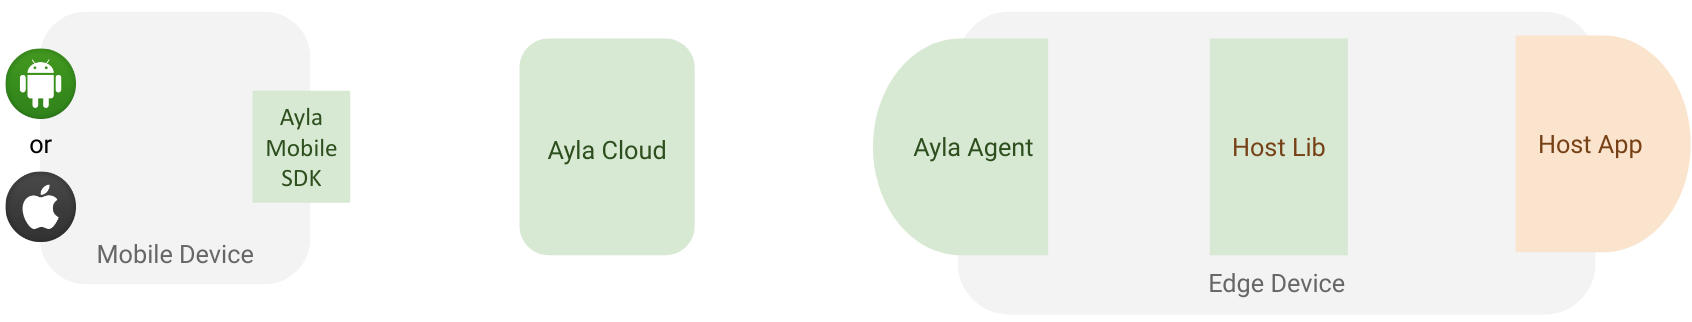 or
Ayla
Mobile
SDK
Mobile Device
Ayla Cloud
Ayla Agent
Host Lib
Host App
Edge Device